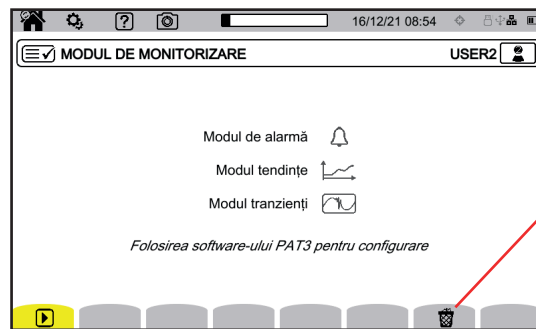 ? 16/12/21 08:54
MODUL DE MONITORIZARE USER2 2
Modul de alarmă
Modul tendințe
Modul tranzienți
Folosirea software-ului PAT3 pentru configurare